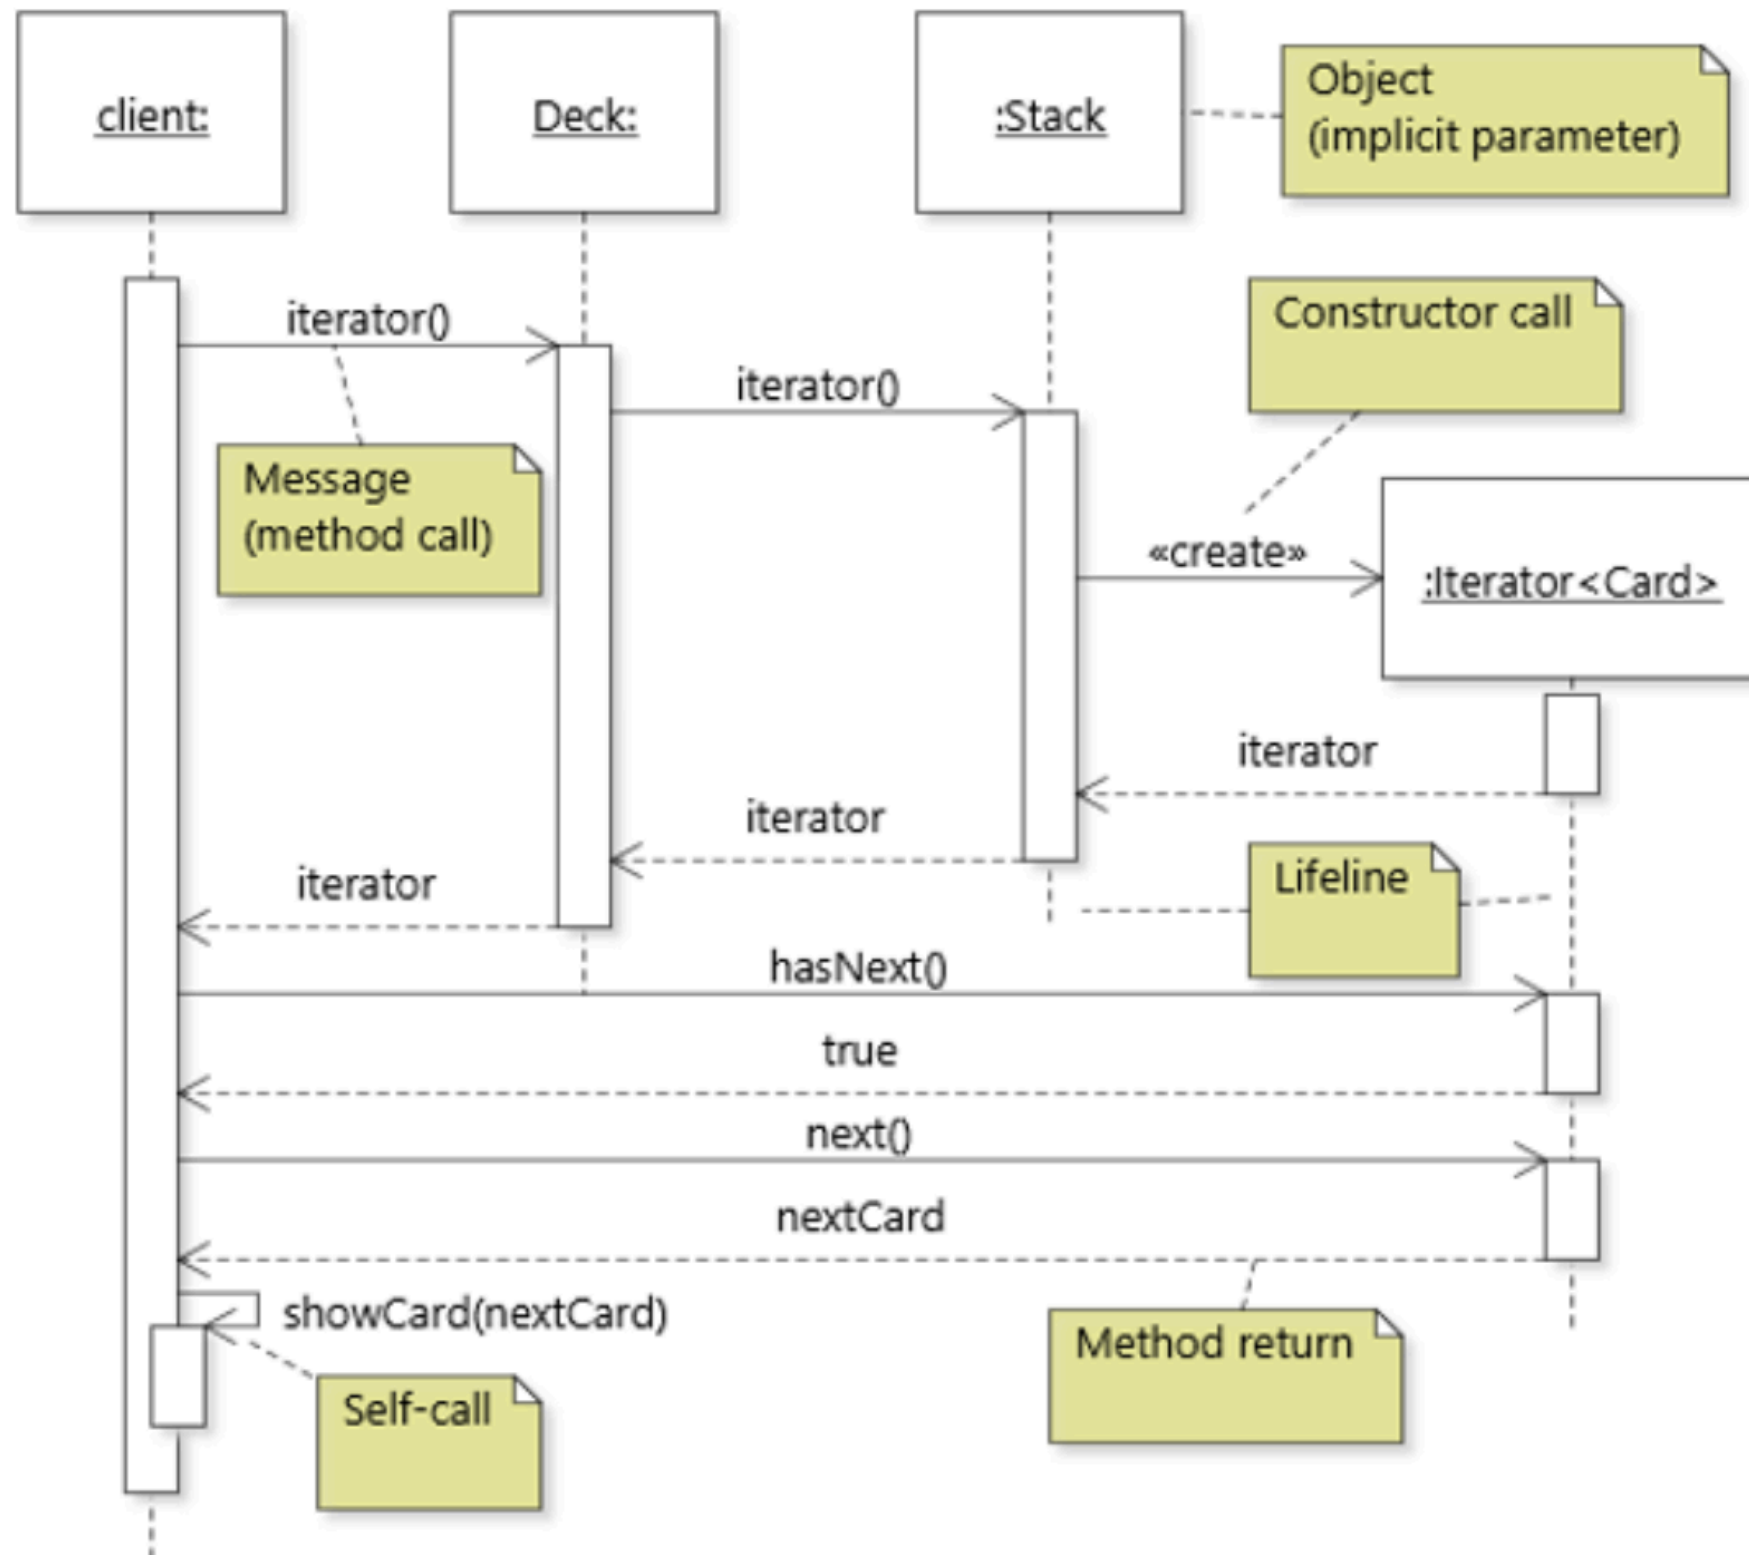 client:
Deck:
:Stack
Object
(implicit parameter)
iterator()
Constructor call
iterator()
Message
(method call)
«create»
:Iterator<Card>
iterator
iterator
iterator
Lifeline
hasNext()
true
next()
nextCard
showCard(nextCard)
Method return
Self-call